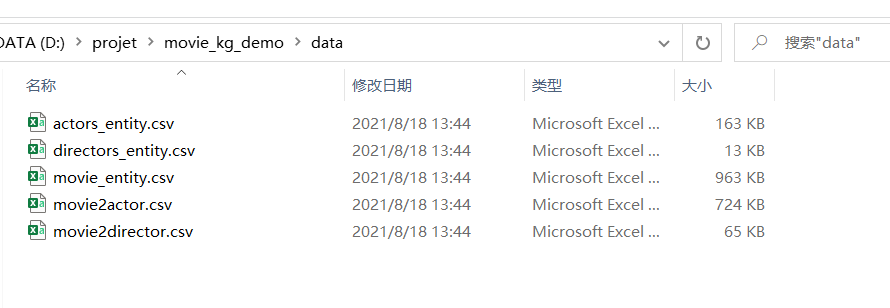 DATA (D:) projet movie_kg_demo data 搜索"data"
名称 修改日期 类型 大小
actors_entity.csv 2021/8/18 13:44 Microsoft Excel ... 163 KB
directors_entity.csv 2021/8/18 13:44 Microsoft Excel ... 13 KB
movie_entity.csv 2021/8/18 13:44 Microsoft Excel ... 963 KB
movie2actor.csv 2021/8/18 13:44 Microsoft Excel ... 724 KB
movie2director.csv 2021/8/18 13:44 Microsoft Excel ... 65 KB